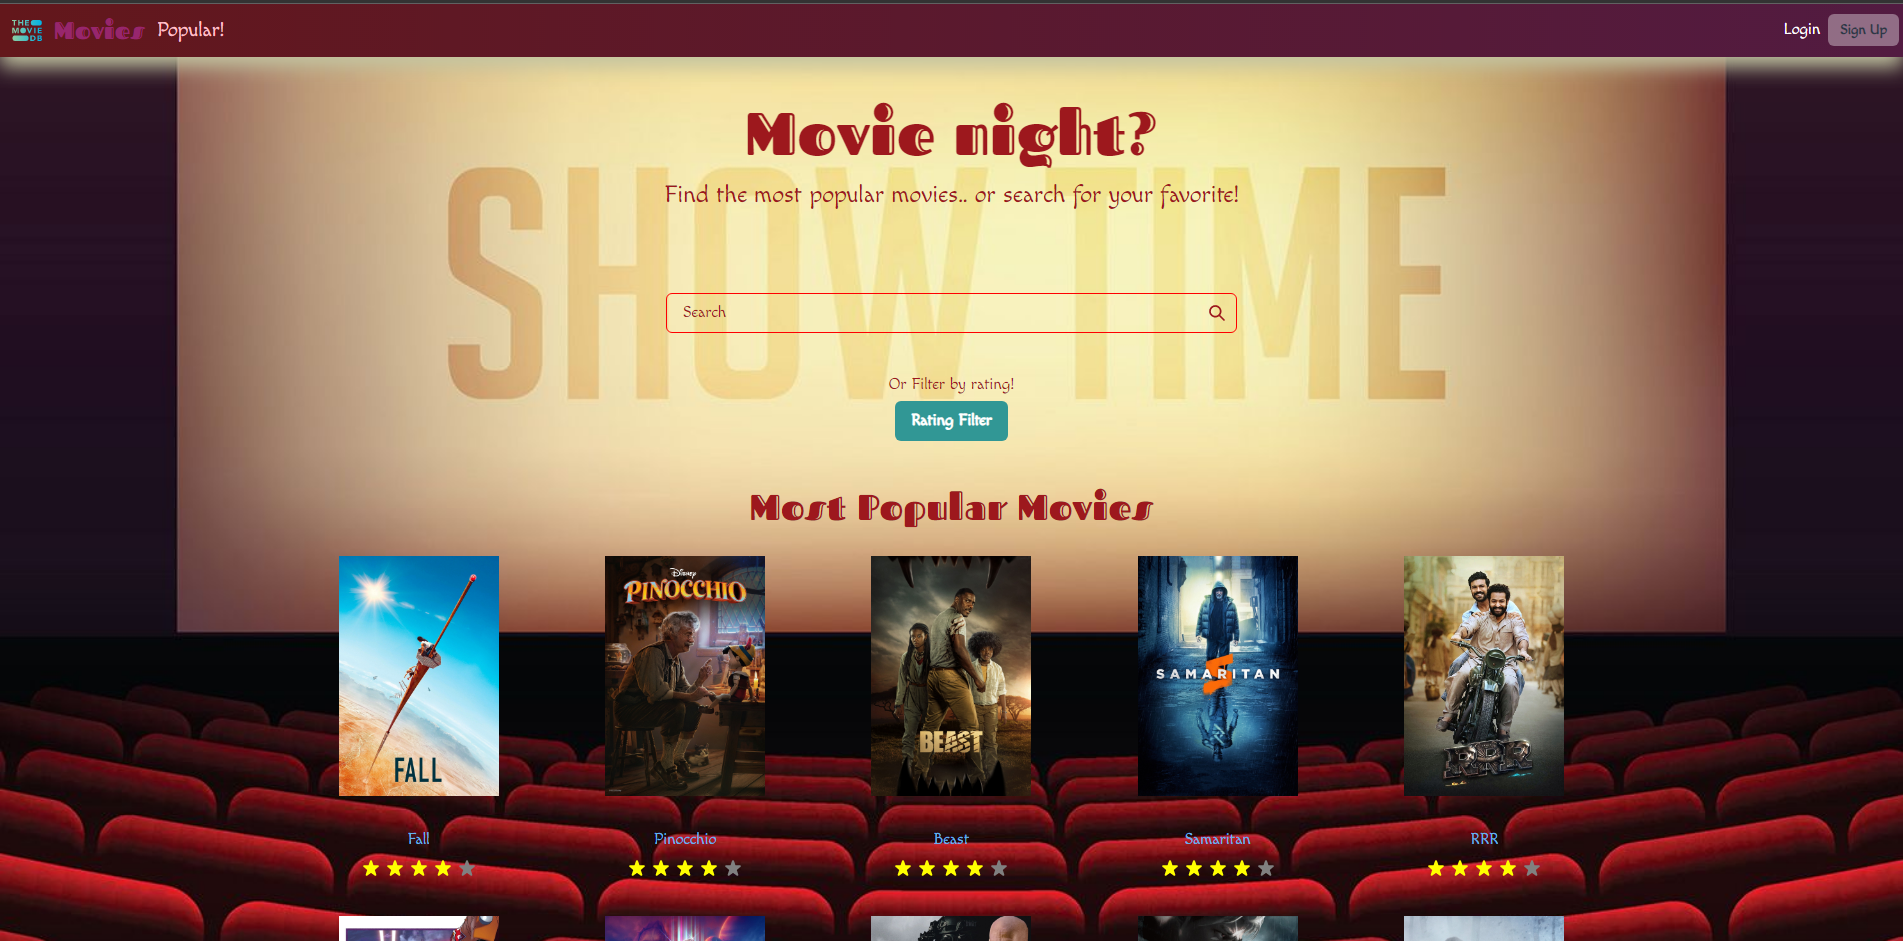 THE
MOVIE
DB
Movies Popular!
Login Sign Up
Movie night?
SHOW TIME
Find the most popular movies.. or search for your favorite!
Search
Or Filter by rating!
Rating Filter
Most Popular Movies
FALL
Disney
PINOCCHIO
BEAST
SAMARITAN
RRR
Fall Pinocchio Beast Samaritan RRR